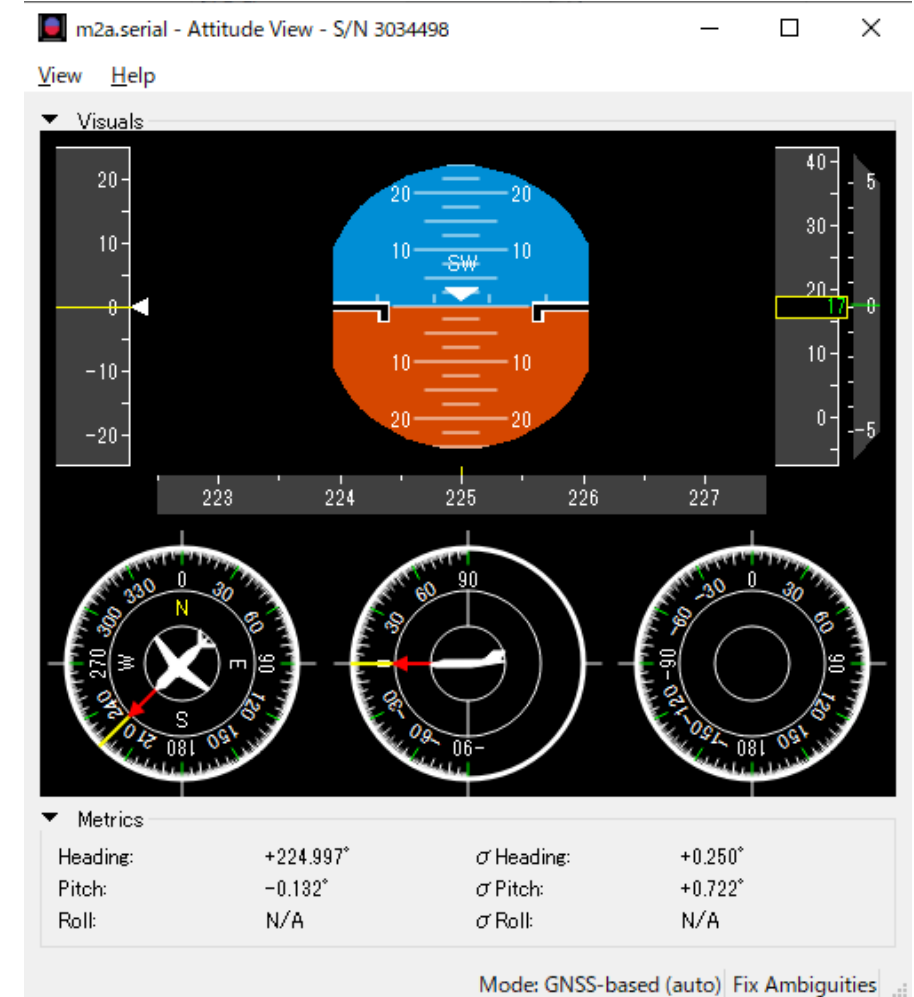 m2a.serial - Attitude View - S/N 3034498
View Help
Visuals
20
10
0
-10
-20
20 20
10 10
SW
10 10
20 20
40
30
20
17
10
0
5
0
-5
223 224 225 226 227
0 30 60 90 120 150 180 210 240 270 300 330
N E S W
90 60 30 0 -30 -60 -90
0 30 60 90 120 150 180 -150 -120 -90 -60 -30
Metrics
Heading: +224.997° σ Heading: +0.250°
Pitch: -0.132° σ Pitch: +0.722°
Roll: N/A σ Roll: N/A
Mode: GNSS-based (auto) Fix Ambiguities